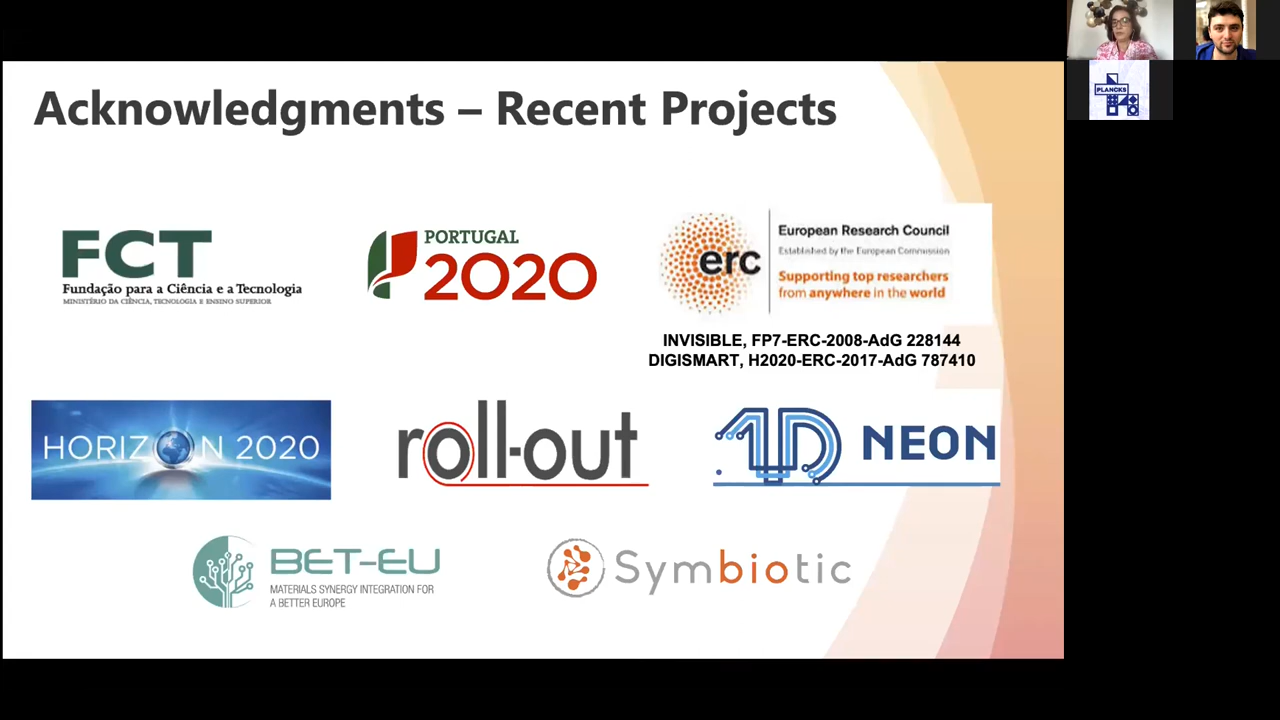 Acknowledgments – Recent Projects
PLANCKS
FCT
Fundação para a Ciência e a Tecnologia
MINISTÉRIO DA CIÊNCIA, TECNOLOGIA E ENSINO SUPERIOR
PORTUGAL
2020
erc
European Research Council
Established by the European Commission
Supporting top researchers
from anywhere in the world
INVISIBLE, FP7-ERC-2008-AdG 228144
DIGISMART, H2020-ERC-2017-AdG 787410
HORIZON 2020
roll-out
1D NEON
BET-EU
MATERIALS SYNERGY INTEGRATION FOR
A BETTER EUROPE
Symbiotic